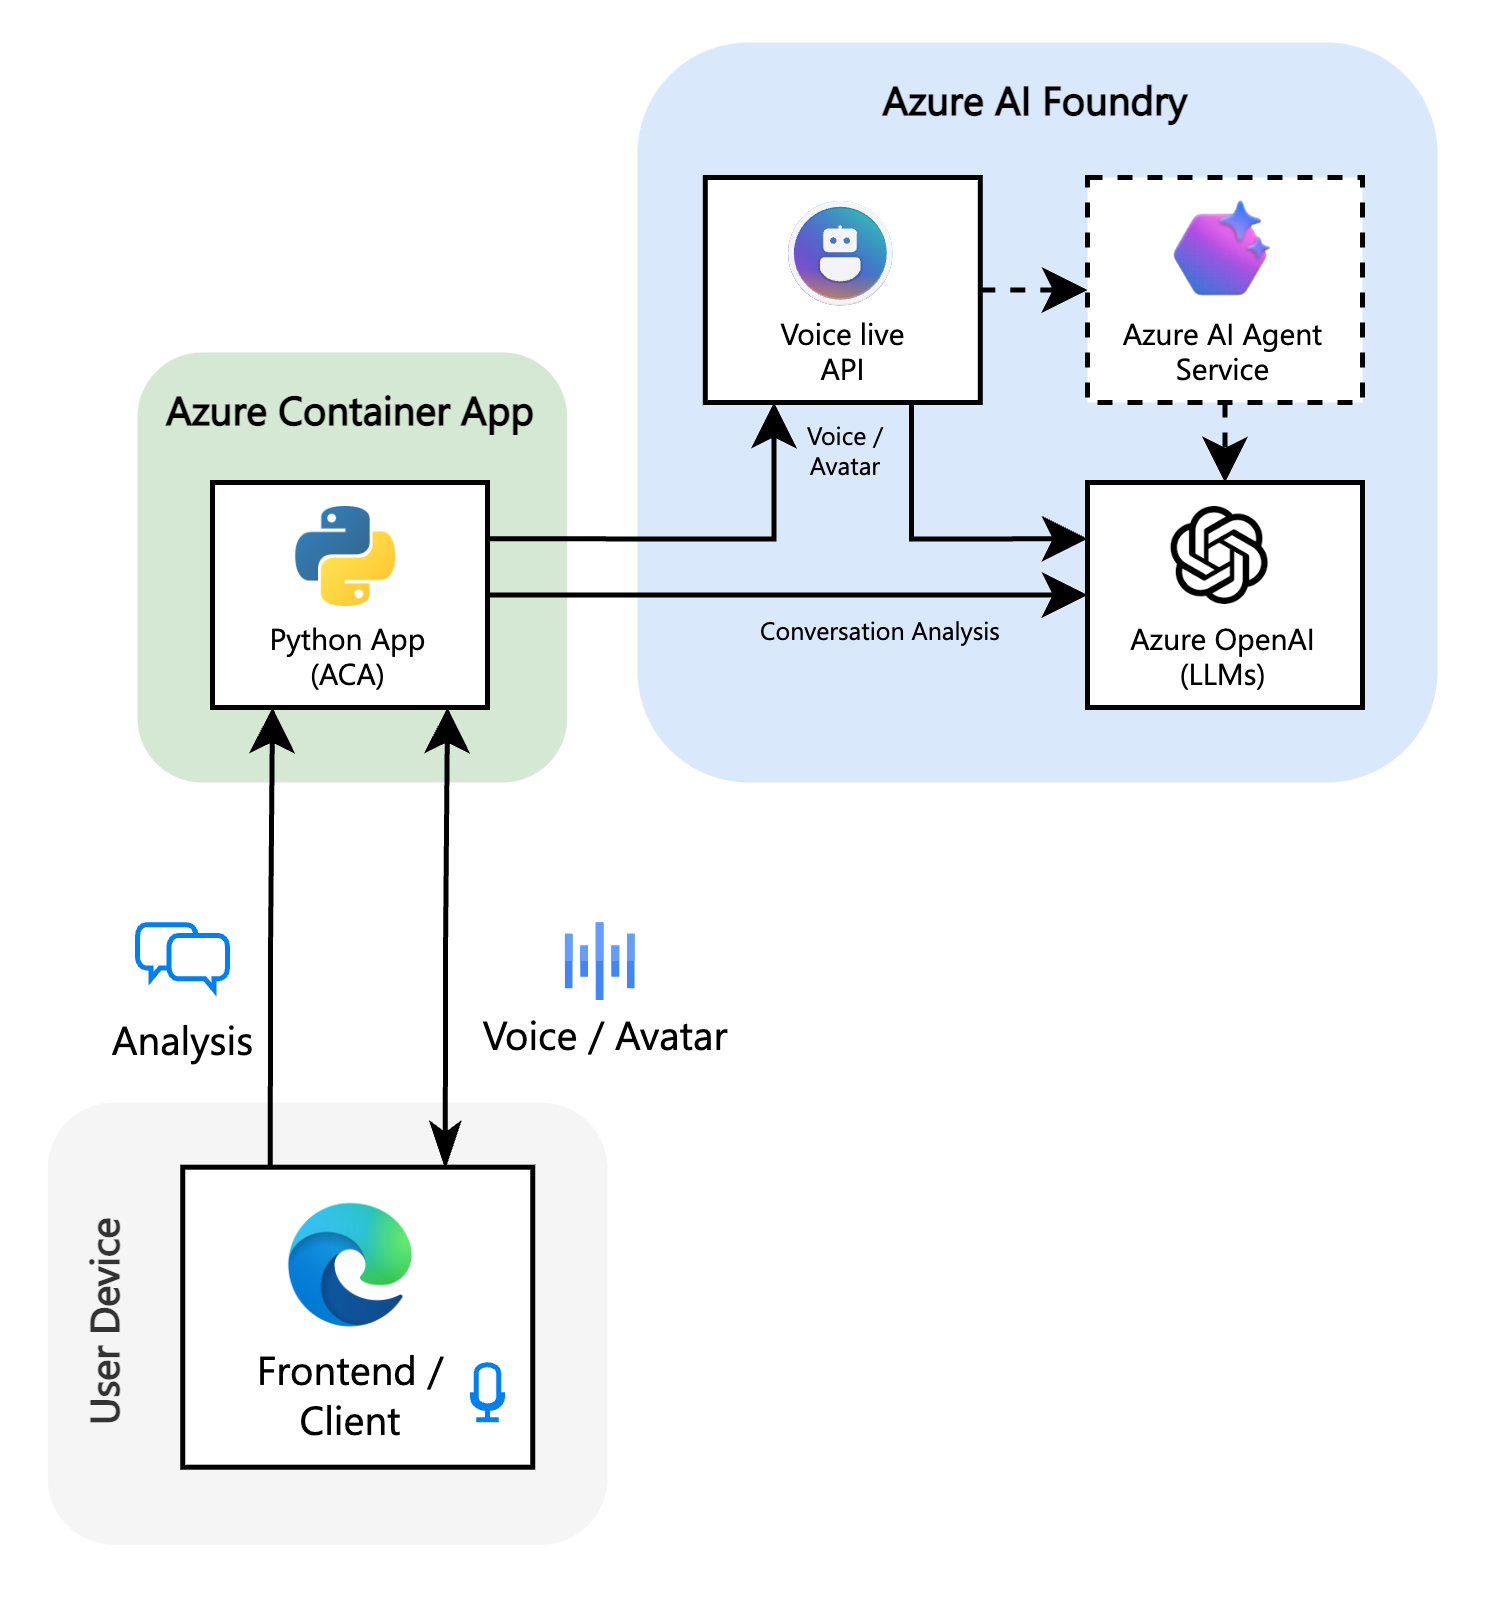 Azure AI Foundry
Voice live
API
Azure AI Agent
Service
Azure Container App
Voice /
Avatar
Python App
(ACA)
Conversation Analysis
Azure OpenAI
(LLMs)
Analysis
Voice / Avatar
User Device
Frontend /
Client